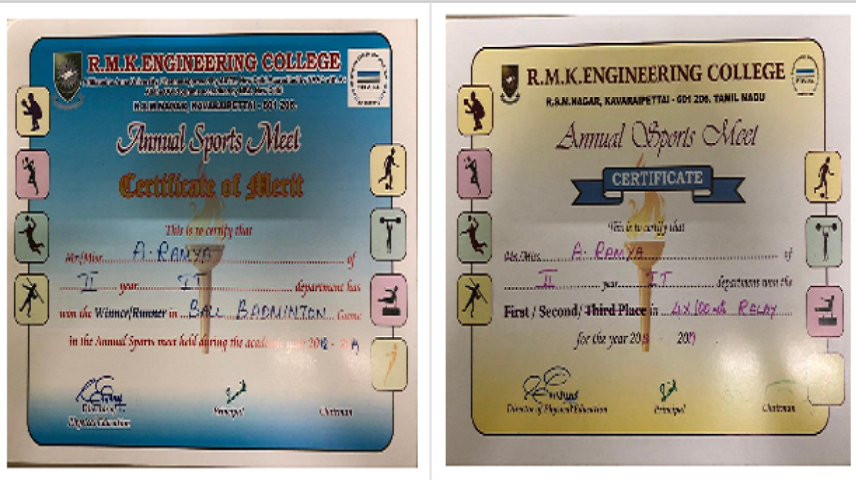 R.M.K.ENGINEERING COLLEGE
R.S.M.NAGAR, KAVARAIPETTAI - 601 206.
Annual Sports Meet
Certificate of Merit
This is to certify that
Mr./Miss. A. RAMYA of
II year IT department has
won the Winner/Runner in BALL BADMINTON Game
in the Annual Sports meet held during the academic year 2018 - 2019
Director of Physical Education
Principal
Chairman
R.M.K.ENGINEERING COLLEGE
R.S.M.NAGAR, KAVARAIPETTAI - 601 206. TAMIL NADU
Annual Sports Meet
CERTIFICATE
This is to certify that
Mr./Miss. A. RAMYA of
II year IT department won the
First / Second / Third Place in 4X100 mts RELAY
for the year 2018 - 2019
Director of Physical Education
Principal
Chairman